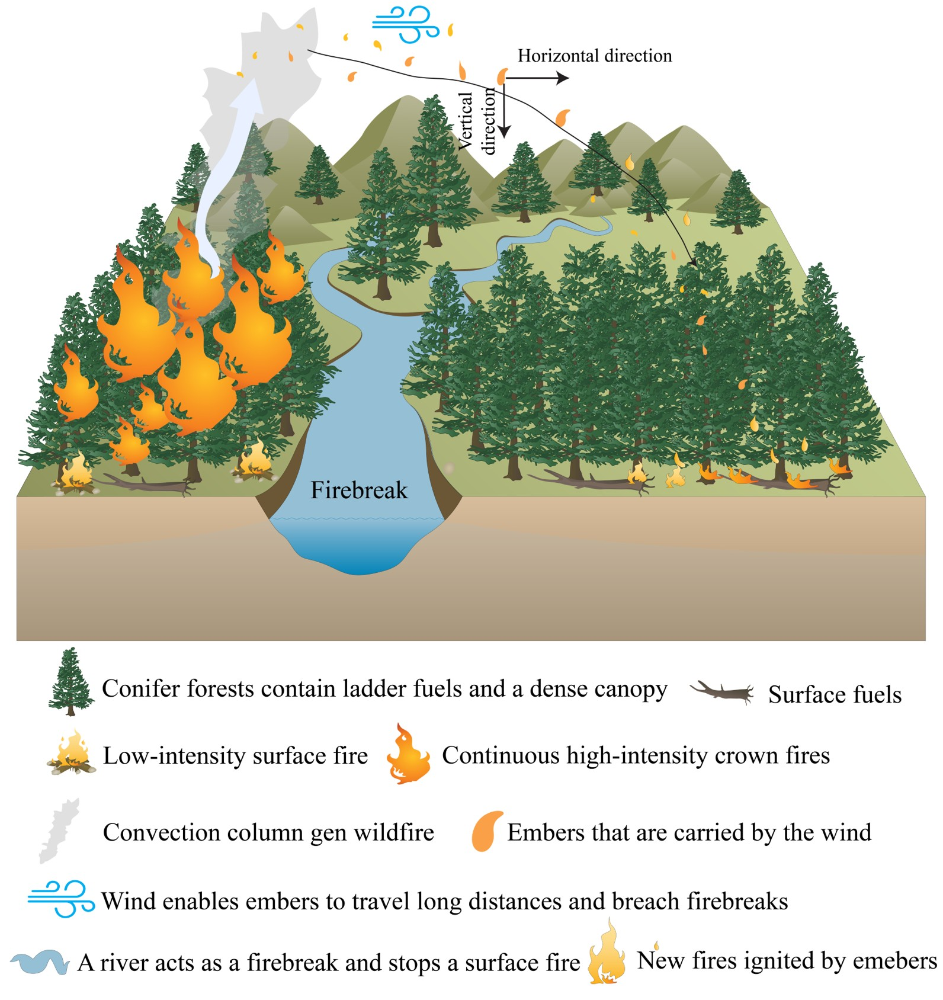 Horizontal direction
Vertical
direction
Firebreak
Conifer forests contain ladder fuels and a dense canopy
Surface fuels
Low-intensity surface fire
Continuous high-intensity crown fires
Convection column gen wildfire
Embers that are carried by the wind
Wind enables embers to travel long distances and breach firebreaks
A river acts as a firebreak and stops a surface fire
New fires ignited by emebers